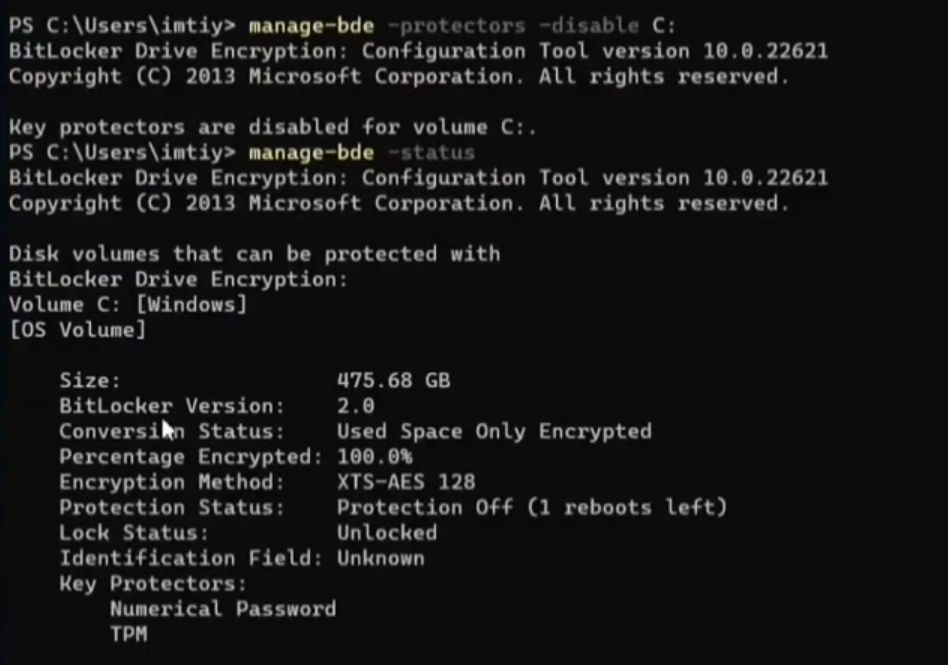 PS C:\Users\imtiy> manage-bde -protectors -disable C:
BitLocker Drive Encryption: Configuration Tool version 10.0.22621
Copyright (C) 2013 Microsoft Corporation. All rights reserved.

Key protectors are disabled for volume C:.
PS C:\Users\imtiy> manage-bde -status
BitLocker Drive Encryption: Configuration Tool version 10.0.22621
Copyright (C) 2013 Microsoft Corporation. All rights reserved.

Disk volumes that can be protected with
BitLocker Drive Encryption:
Volume C: [Windows]
[OS Volume]

    Size:                 475.68 GB
    BitLocker Version:    2.0
    Conversion Status:    Used Space Only Encrypted
    Percentage Encrypted: 100.0%
    Encryption Method:    XTS-AES 128
    Protection Status:    Protection Off (1 reboots left)
    Lock Status:          Unlocked
    Identification Field: Unknown
    Key Protectors:
        Numerical Password
        TPM